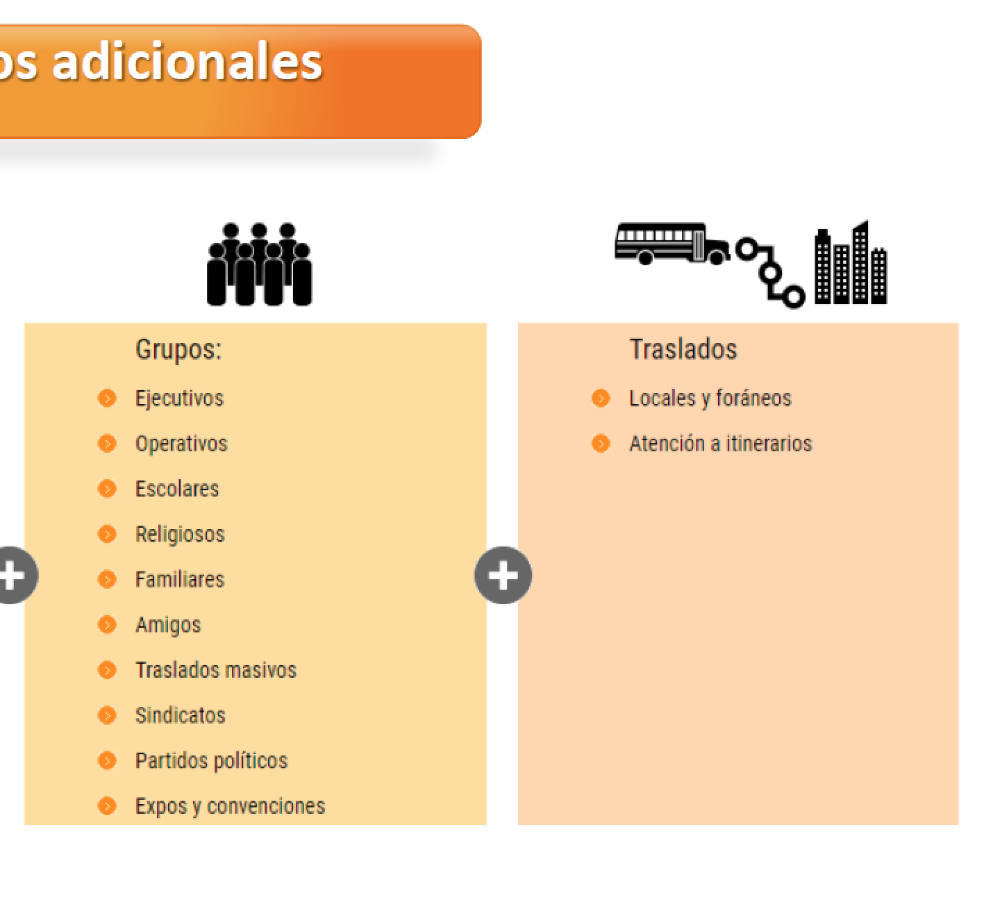 os adicionales
Grupos:
Ejecutivos
Operativos
Escolares
Religiosos
Familiares
Amigos
Traslados masivos
Sindicatos
Partidos políticos
Expos y convenciones
Traslados
Locales y foráneos
Atención a itinerarios